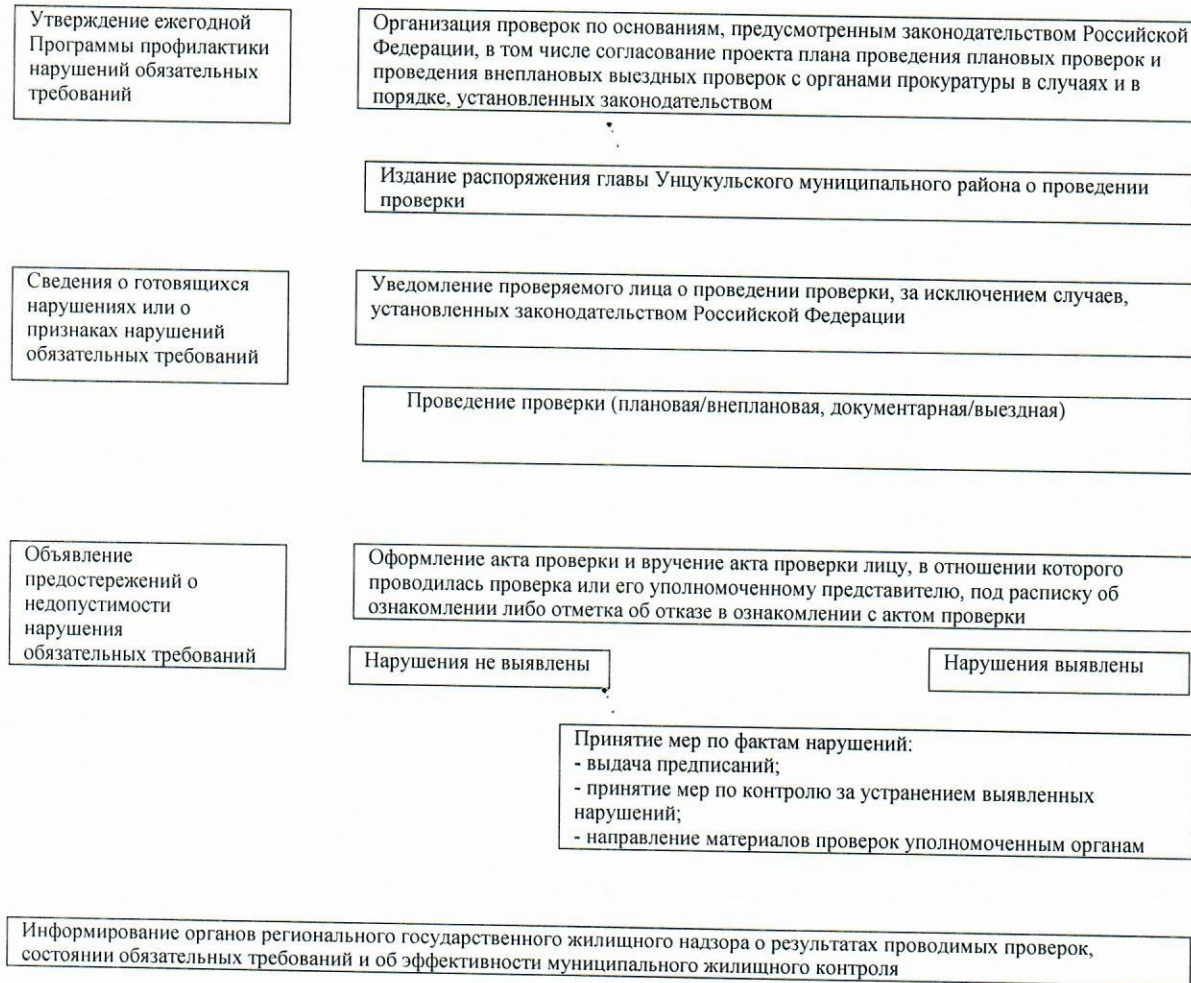 Утверждение ежегодной
Программы профилактики
нарушений обязательных
требований
Организация проверок по основаниям, предусмотренным законодательством Российской
Федерации, в том числе согласование проекта плана проведения плановых проверок и
проведения внеплановых выездных проверок с органами прокуратуры в случаях и в
порядке, установленных законодательством
Издание распоряжения главы Унцукульского муниципального района о проведении
проверки
Сведения о готовящихся
нарушениях или о
признаках нарушений
обязательных требований
Уведомление проверяемого лица о проведении проверки, за исключением случаев,
установленных законодательством Российской Федерации
Проведение проверки (плановая/внеплановая, документарная/выездная)
Объявление
предостережений о
недопустимости
нарушения
обязательных требований
Оформление акта проверки и вручение акта проверки лицу, в отношении которого
проводилась проверка или его уполномоченному представителю, под расписку об
ознакомлении либо отметка об отказе в ознакомлении с актом проверки
Нарушения не выявлены
Нарушения выявлены
Принятие мер по фактам нарушений:
- выдача предписаний;
- принятие мер по контролю за устранением выявленных
нарушений;
- направление материалов проверок уполномоченным органам
Информирование органов регионального государственного жилищного надзора о результатах проводимых проверок,
состоянии обязательных требований и об эффективности муниципального жилищного контроля